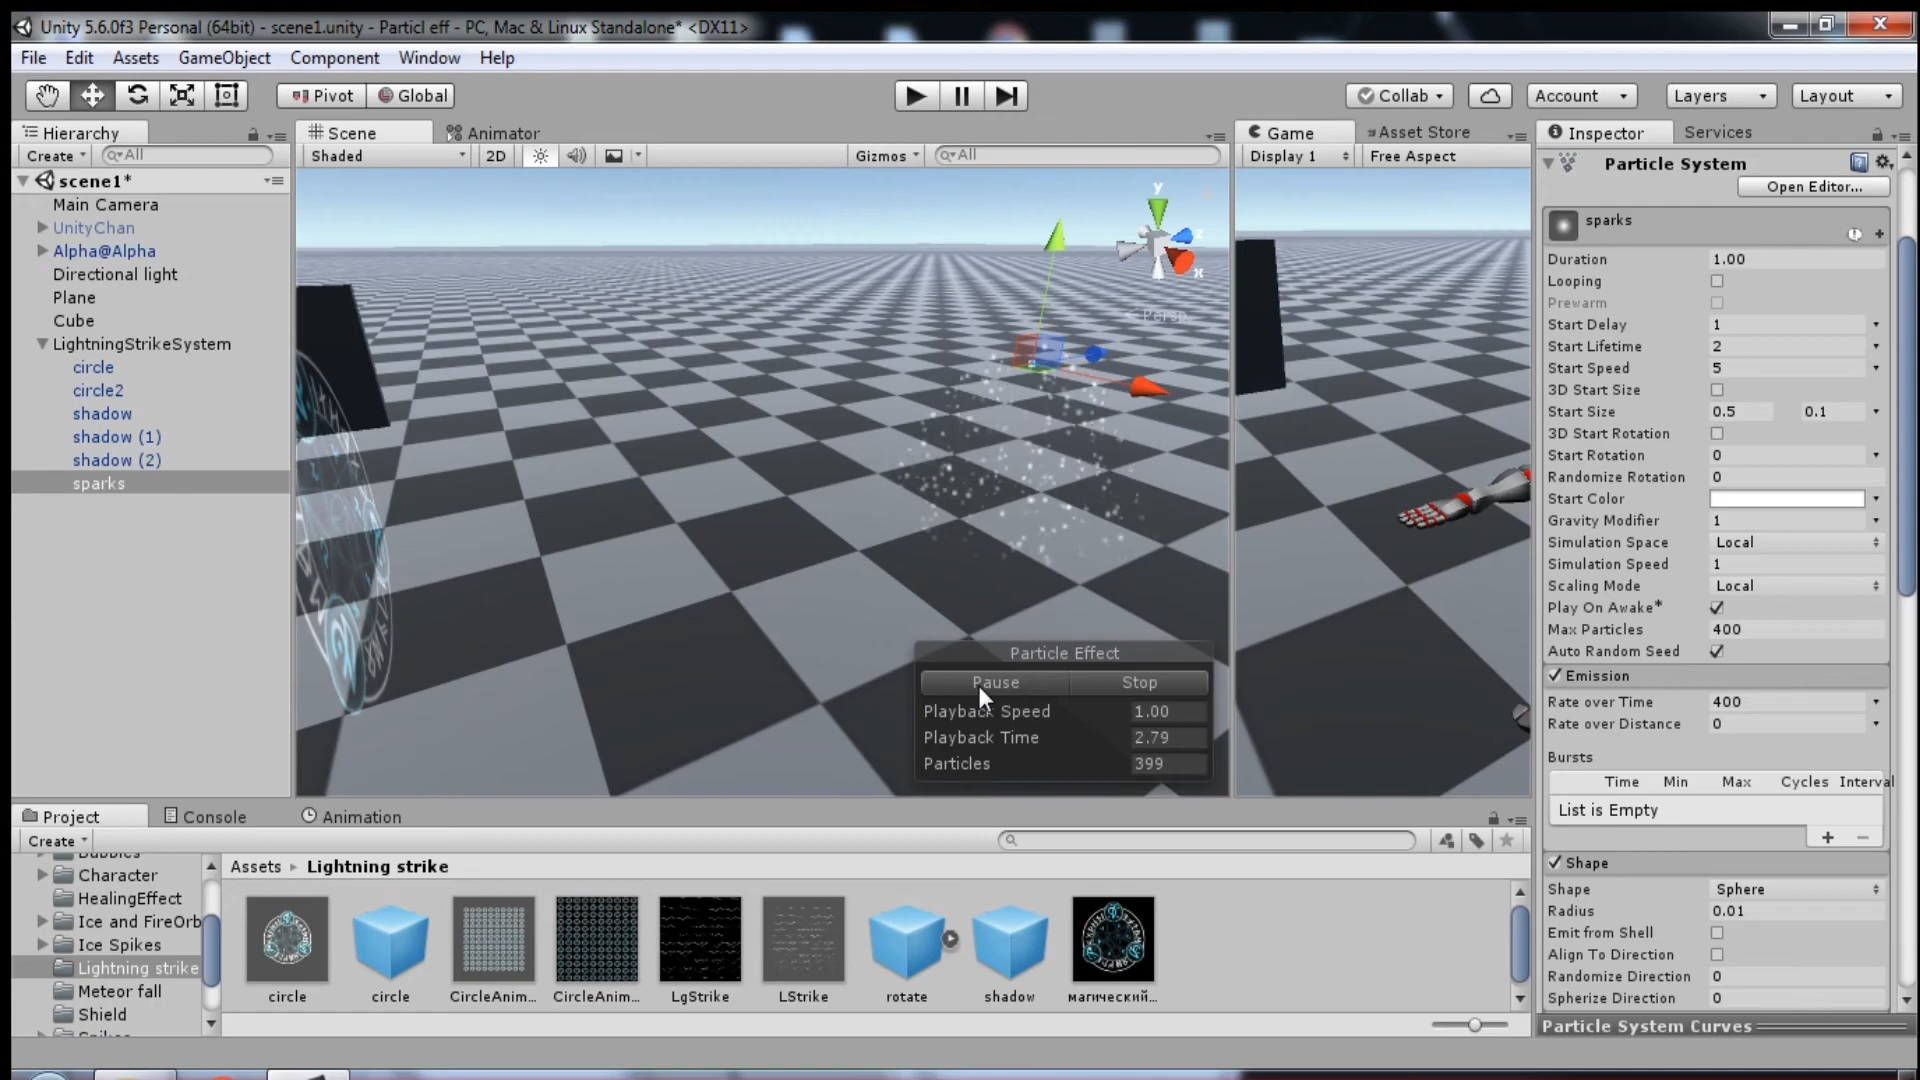 Unity 5.6.0f3 Personal (64bit) - scene1.unity - Particl eff - PC, Mac & Linux Standalone* <DX11>
File Edit Assets GameObject Component Window Help
Pivot Global Collab Account Layers Layout
Hierarchy
Create All
scene1*
Main Camera
UnityChan
Alpha@Alpha
Directional light
Plane
Cube
LightningStrikeSystem
circle
circle2
shadow
shadow (1)
shadow (2)
sparks
Scene Animator
Shaded 2D Gizmos All
y
z
x
Persp
Particle Effect
Pause Stop
Playback Speed 1.00
Playback Time 2.79
Particles 399
Game Asset Store
Display 1 Free Aspect
Inspector Services
Particle System
Open Editor...
sparks
Duration 1.00
Looping
Prewarm
Start Delay 1
Start Lifetime 2
Start Speed 5
3D Start Size
Start Size 0.5 0.1
3D Start Rotation
Start Rotation 0
Randomize Rotation 0
Start Color
Gravity Modifier 1
Simulation Space Local
Simulation Speed 1
Scaling Mode Local
Play On Awake*
Max Particles 400
Auto Random Seed
Emission
Rate over Time 400
Rate over Distance 0
Bursts
Time Min Max Cycles Interval
List is Empty
Shape
Shape Sphere
Radius 0.01
Emit from Shell
Align To Direction
Randomize Direction 0
Spherize Direction 0
Particle System Curves
Project Console Animation
Create
Character
HealingEffect
Ice and FireOrb
Ice Spikes
Lightning strike
Meteor fall
Shield
Assets Lightning strike
circle
circle
CircleAnim...
CircleAnim...
LgStrike
LStrike
rotate
shadow
магический...